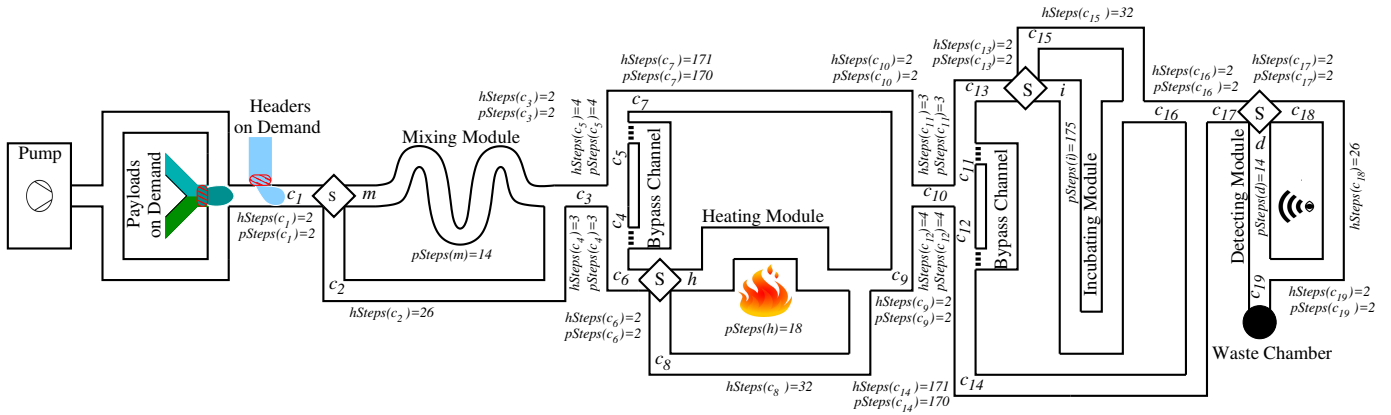 Pump
Payloads
on Demand
Headers
on Demand
c1
hSteps(c1)=2
pSteps(c1)=2
S
m
Mixing Module
pSteps(m)=14
c2
hSteps(c2)=26
hSteps(c3)=2
pSteps(c3)=2
c3
hSteps(c5)=4
pSteps(c5)=4
hSteps(c4)=3
pSteps(c4)=3
hSteps(c7)=171
pSteps(c7)=170
c7
c5
c4
Bypass Channel
c6
S
h
hSteps(c6)=2
pSteps(c6)=2
Heating Module
pSteps(h)=18
c8
hSteps(c8)=32
c9
hSteps(c9)=2
pSteps(c9)=2
hSteps(c10)=2
pSteps(c10)=2
c10
hSteps(c11)=3
pSteps(c11)=3
hSteps(c12)=4
pSteps(c12)=4
c11
c12
Bypass Channel
hSteps(c13)=2
pSteps(c13)=2
c13
S
i
c14
hSteps(c14)=171
pSteps(c14)=170
hSteps(c15)=32
c15
pSteps(i)=175
Incubating Module
hSteps(c16)=2
pSteps(c16)=2
c16
hSteps(c17)=2
pSteps(c17)=2
c17
S
c18
d
Detecting Module
pSteps(d)=14
hSteps(c18)=26
c19
hSteps(c19)=2
pSteps(c19)=2
Waste Chamber